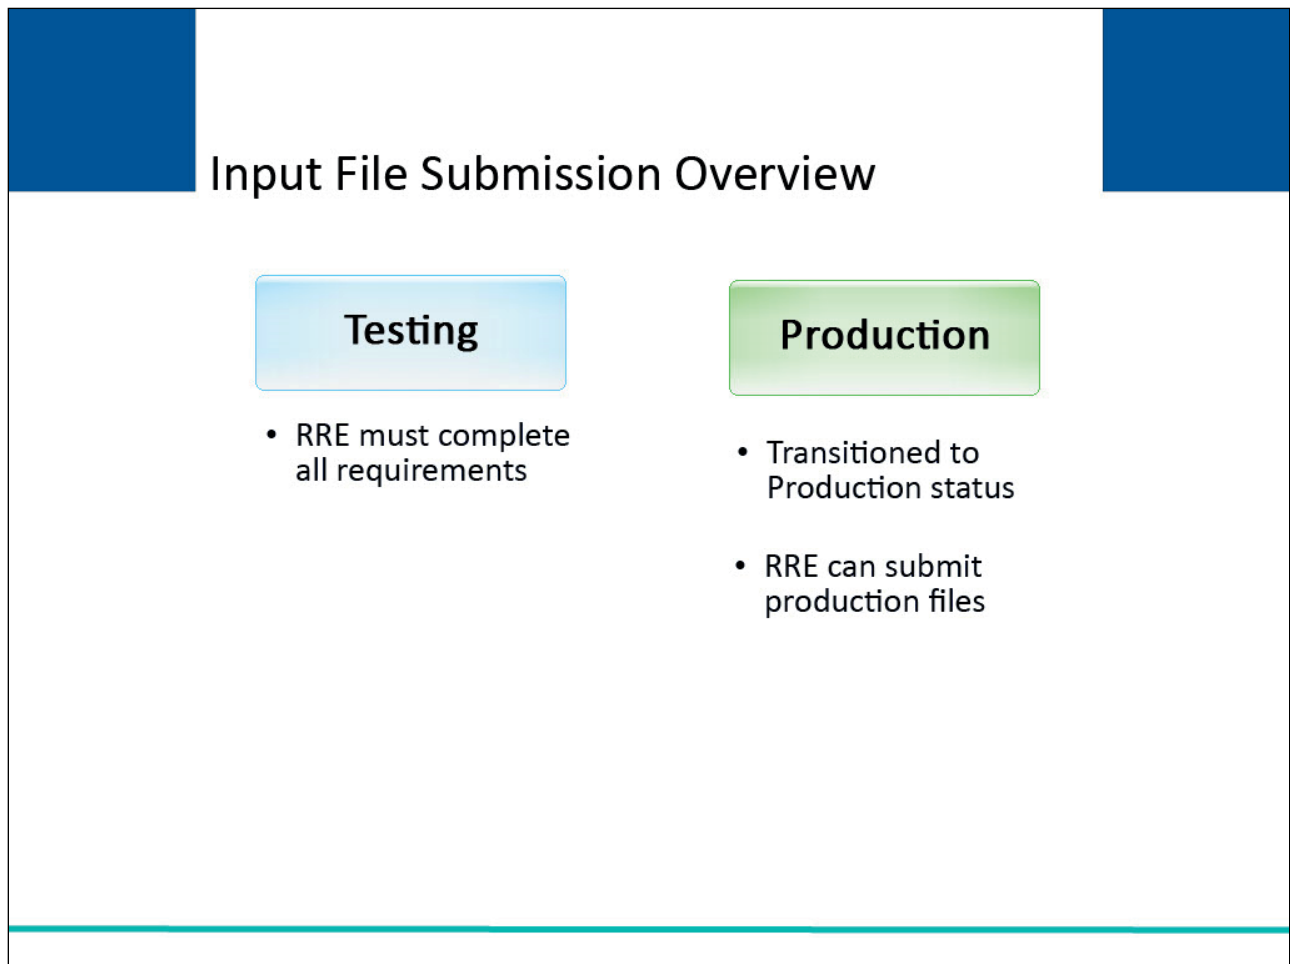 Input File Submission Overview
Testing
• RRE must complete
all requirements
Production
• Transitioned to
Production status
• RRE can submit
production files